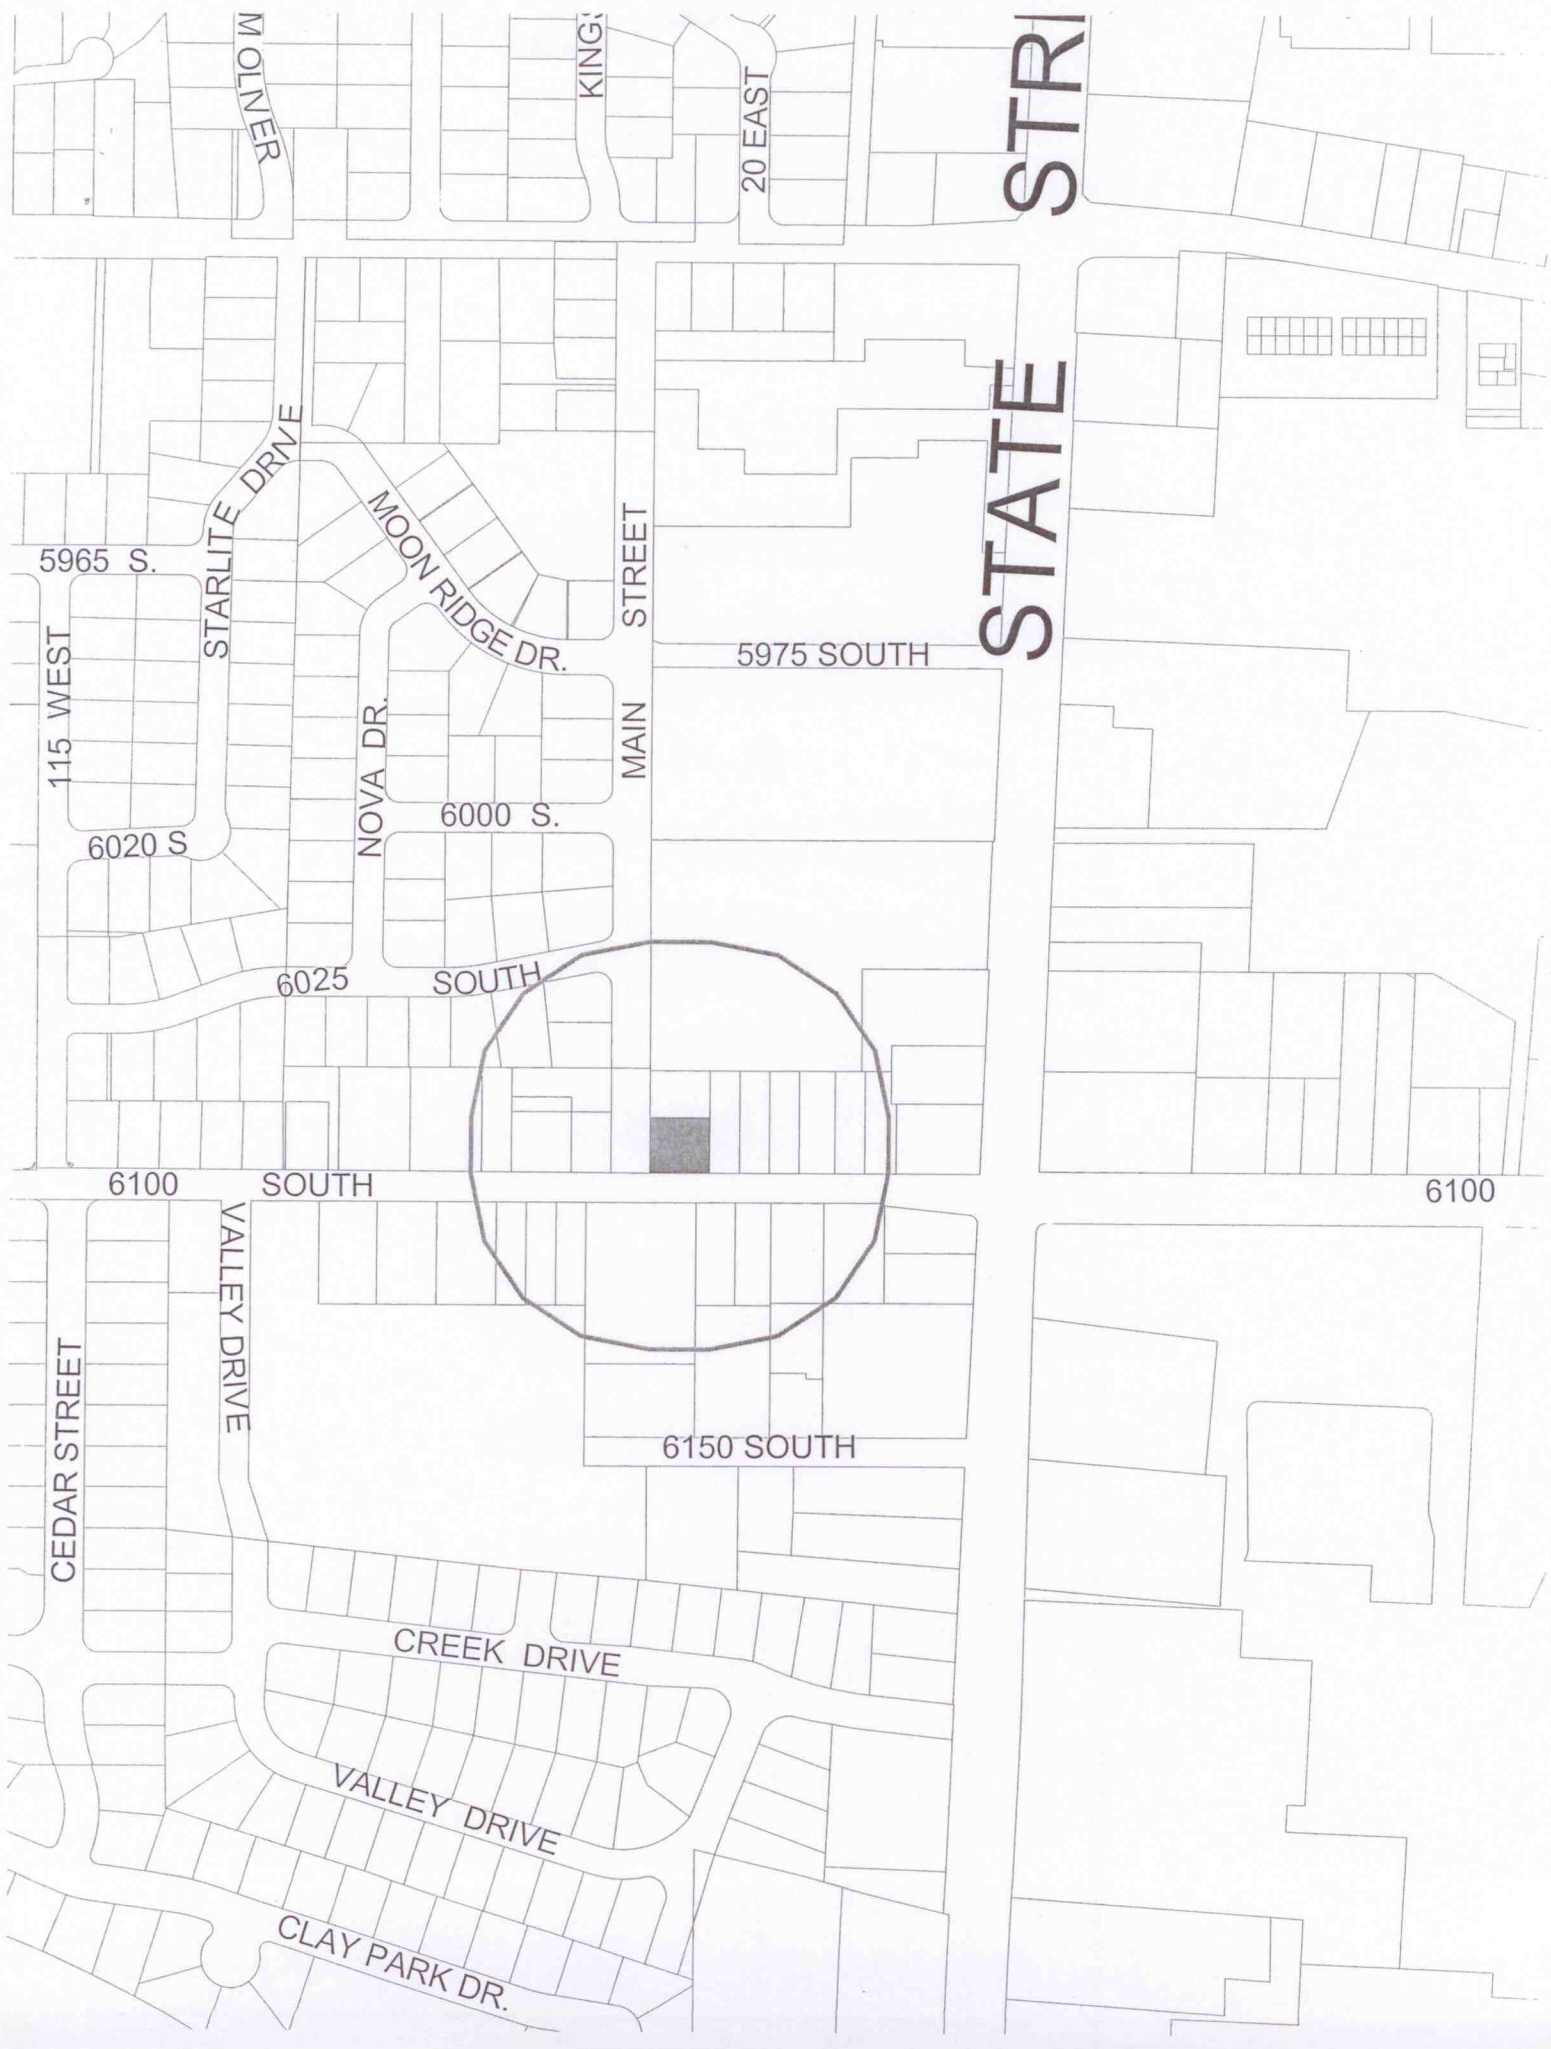 M OLNER
KINGS
20 EAST
STATE STRE
STARLITE DRIVE
MOON RIDGE DR.
MAIN STREET
5965 S.
115 WEST
5975 SOUTH
NOVA DR.
6000 S.
6020 S
6025 SOUTH
6100 SOUTH
6100
VALLEY DRIVE
CEDAR STREET
6150 SOUTH
CREEK DRIVE
VALLEY DRIVE
CLAY PARK DR.